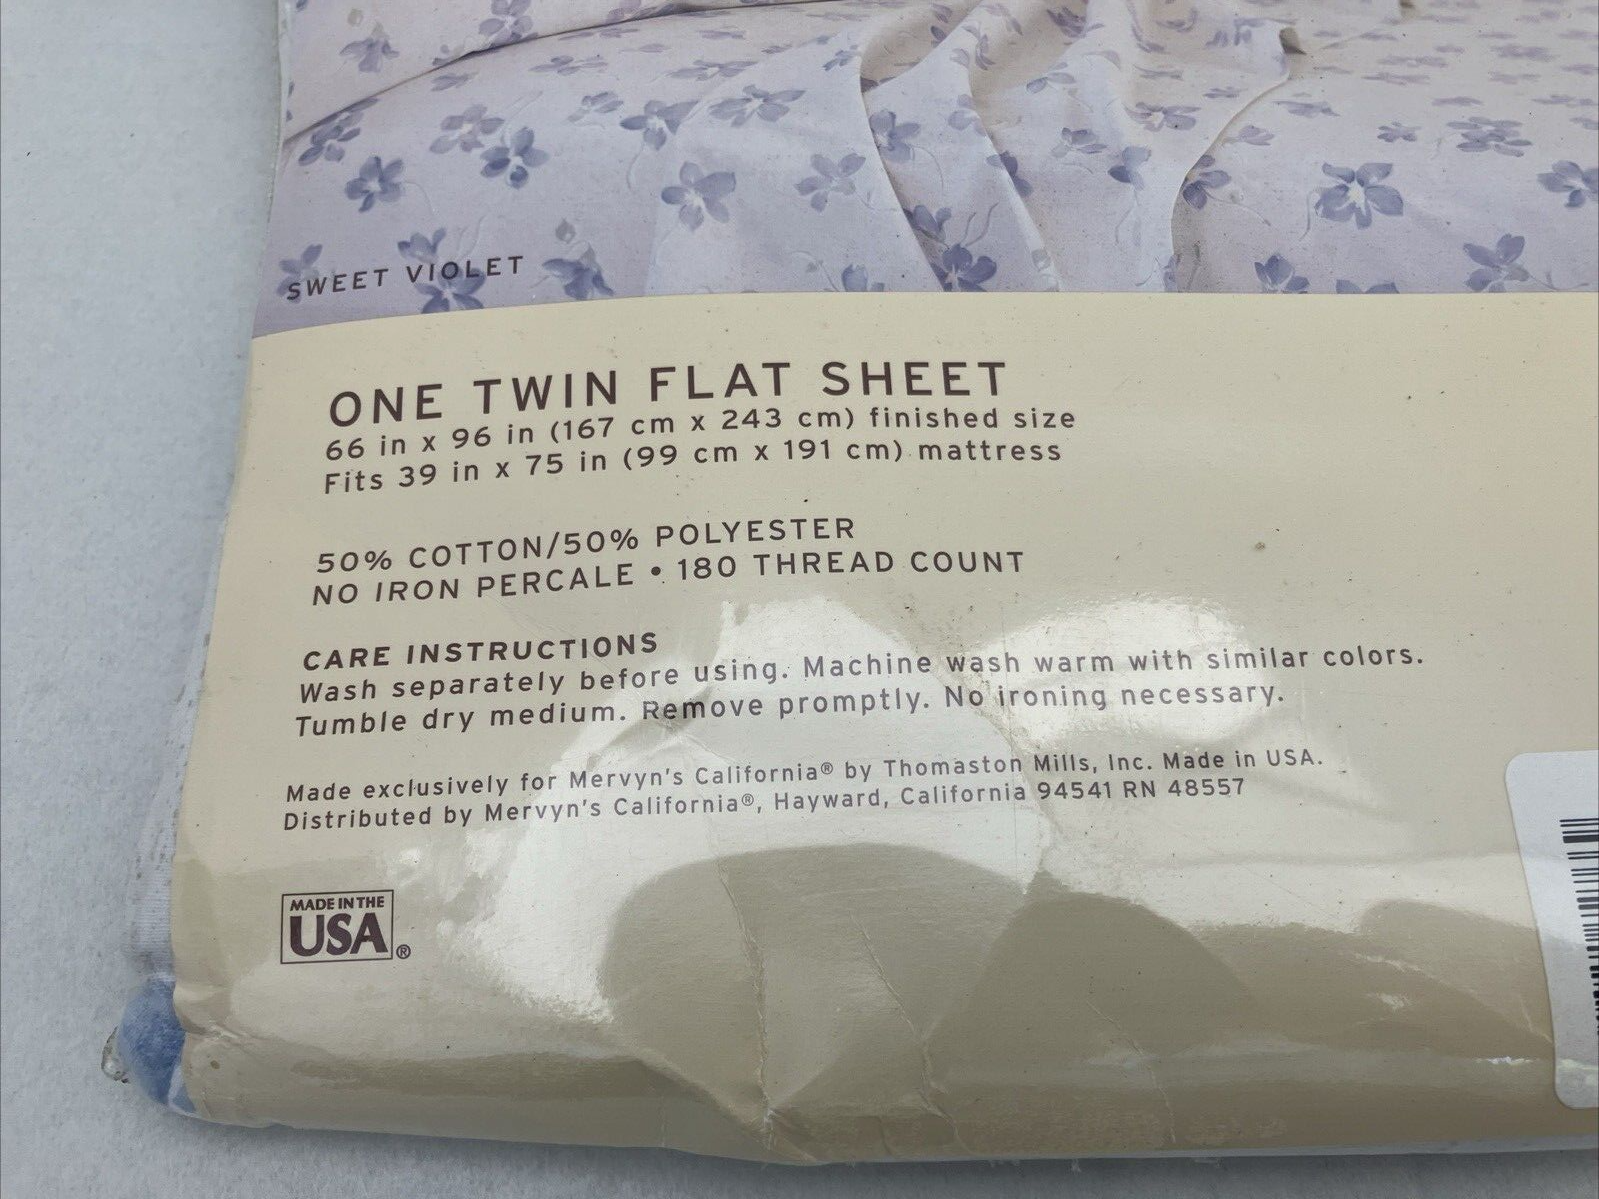 SWEET VIOLET
ONE TWIN FLAT SHEET
66 in x 96 in (167 cm x 243 cm) finished size
Fits 39 in x 75 in (99 cm x 191 cm) mattress
50% COTTON/50% POLYESTER
NO IRON PERCALE • 180 THREAD COUNT
CARE INSTRUCTIONS
Wash separately before using. Machine wash warm with similar colors.
Tumble dry medium. Remove promptly. No ironing necessary.
Made exclusively for Mervyn's California® by Thomaston Mills, Inc. Made in USA.
Distributed by Mervyn's California®, Hayward, California 94541 RN 48557
MADE IN THE
USA®